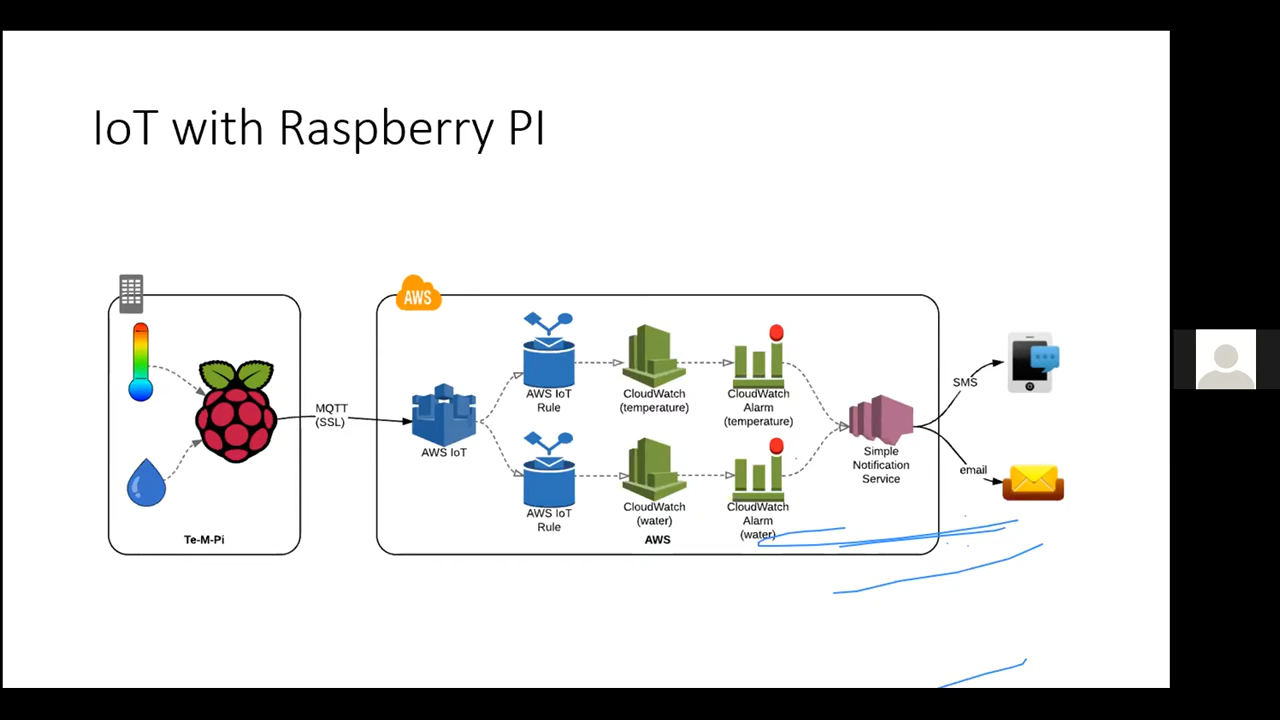 IoT with Raspberry PI
AWS
MQTT
(SSL)
Te-M-Pi
AWS IoT
AWS IoT
Rule
CloudWatch
(temperature)
CloudWatch
Alarm
(temperature)
AWS IoT
Rule
CloudWatch
(water)
CloudWatch
Alarm
(water)
AWS
Simple
Notification
Service
SMS
email